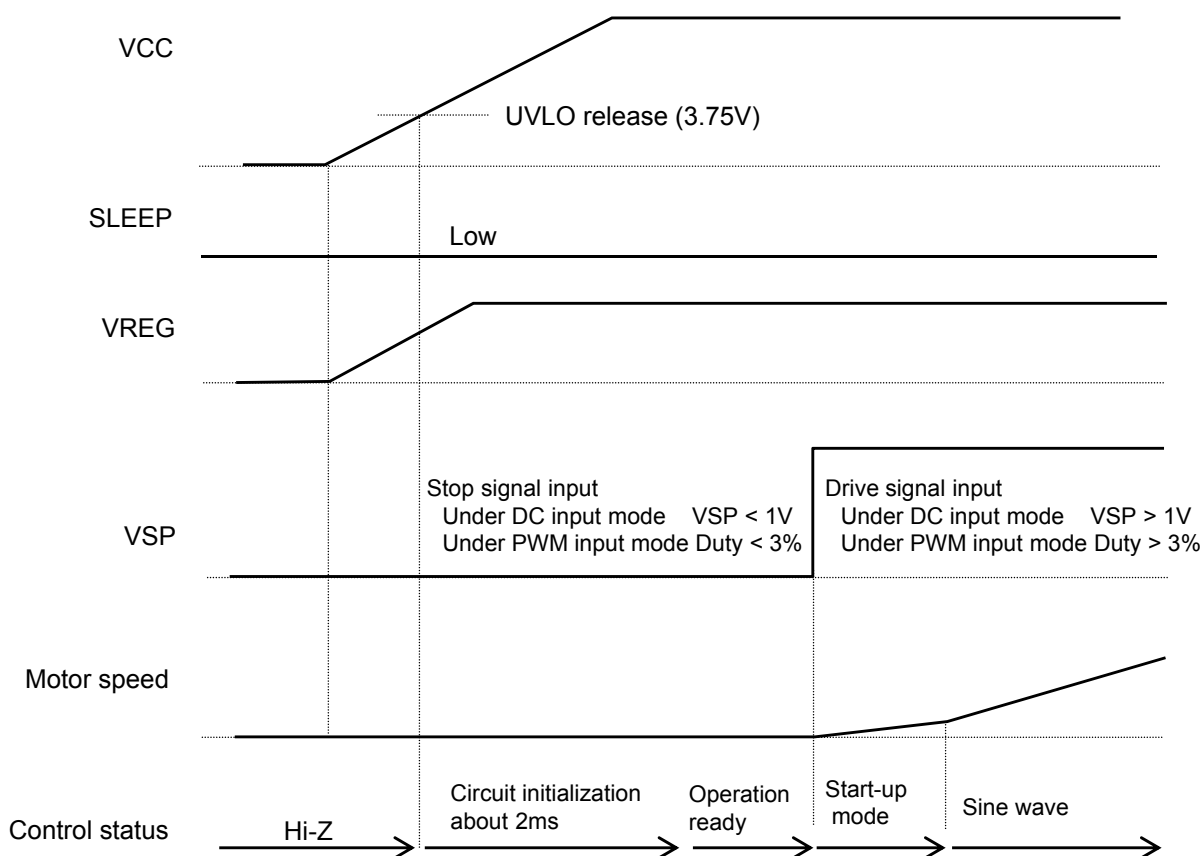 VCC
UVLO release (3.75V)
SLEEP
Low
VREG
VSP
Stop signal input
Under DC input mode VSP < 1V
Under PWM input mode Duty < 3%
Drive signal input
Under DC input mode VSP > 1V
Under PWM input mode Duty > 3%
Motor speed
Control status
Hi-Z
Circuit initialization
about 2ms
Operation
ready
Start-up
mode
Sine wave